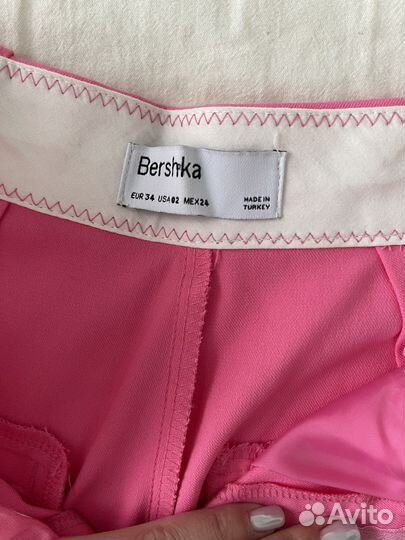 Bershka
EUR 34 USA 02 MEX 24
MADE IN
TURKEY
Avito